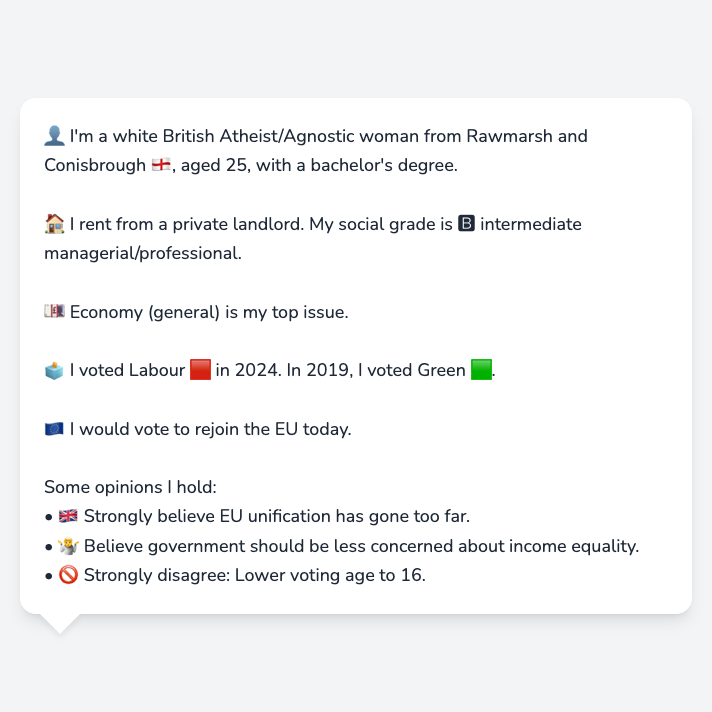 👤 I'm a white British Atheist/Agnostic woman from Rawmarsh and
Conisbrough 🏴󠁧󠁢󠁥󠁮󠁧󠁿, aged 25, with a bachelor's degree.
🏠 I rent from a private landlord. My social grade is 🅱 intermediate
managerial/professional.
💷 Economy (general) is my top issue.
🗳️ I voted Labour 🟥 in 2024. In 2019, I voted Green 🟩.
🇪🇺 I would vote to rejoin the EU today.
Some opinions I hold:
• 🇬🇧 Strongly believe EU unification has gone too far.
• 🤷 Believe government should be less concerned about income equality.
• 🚫 Strongly disagree: Lower voting age to 16.